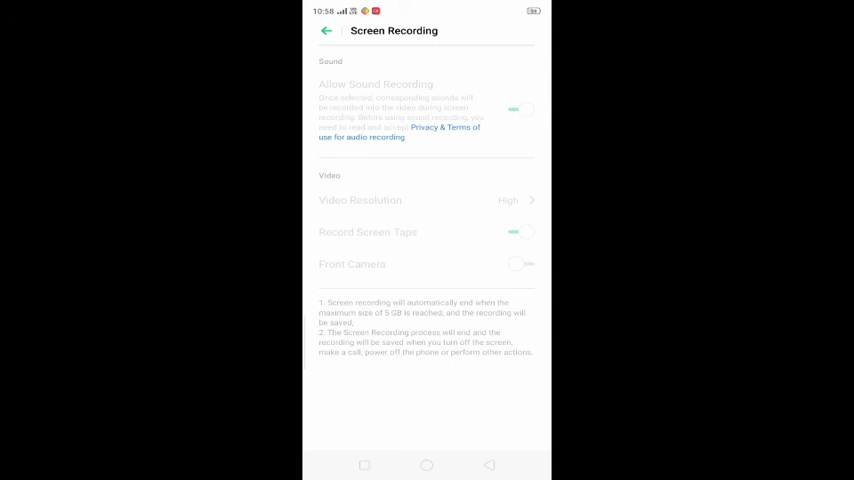 10:58
Screen Recording
Sound
Allow Sound Recording
Once selected, corresponding sounds will
be recorded into the video during screen
recording. Before using sound recording, you
need to read and accept Privacy & Terms of
use for audio recording
Video
Video Resolution High
Record Screen Taps
Front Camera
1. Screen recording will automatically end when the
maximum size of 5 GB is reached, and the recording will
be saved,
2. The Screen Recording process will end and the
recording will be saved when you turn off the screen,
make a call, power off the phone or perform other actions.